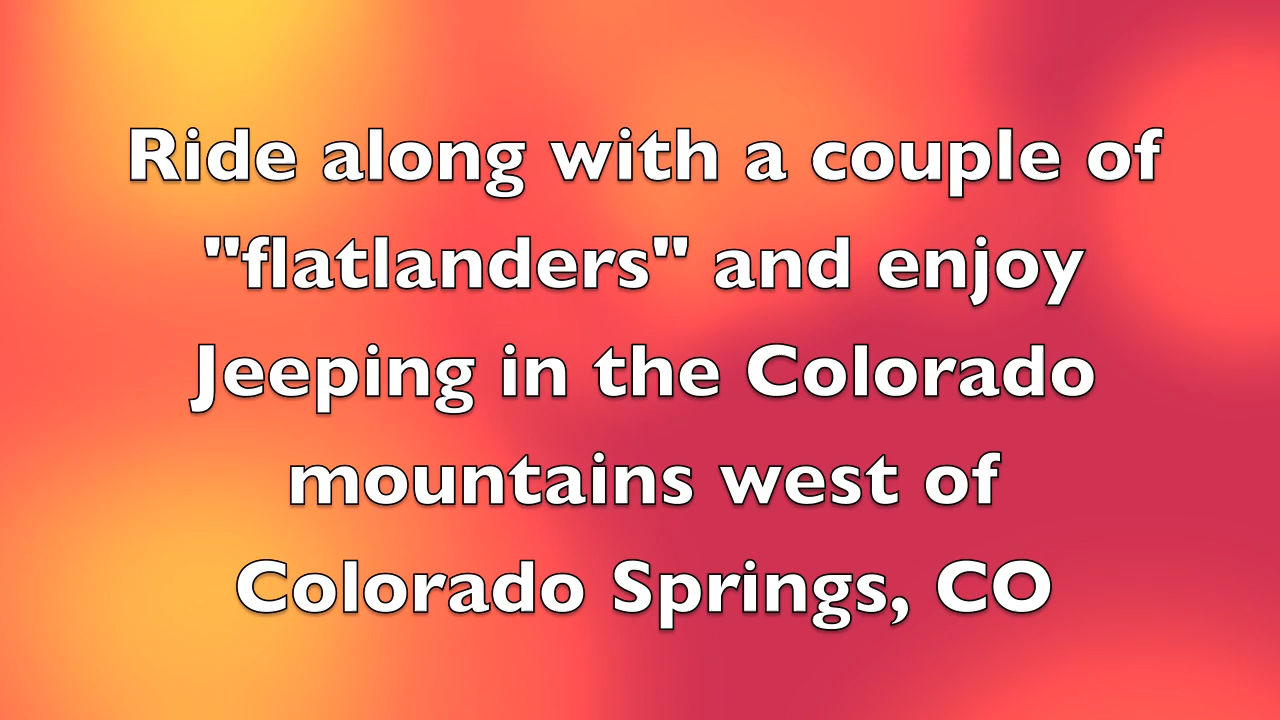 Ride along with a couple of
"flatlanders" and enjoy
Jeeping in the Colorado
mountains west of
Colorado Springs, CO